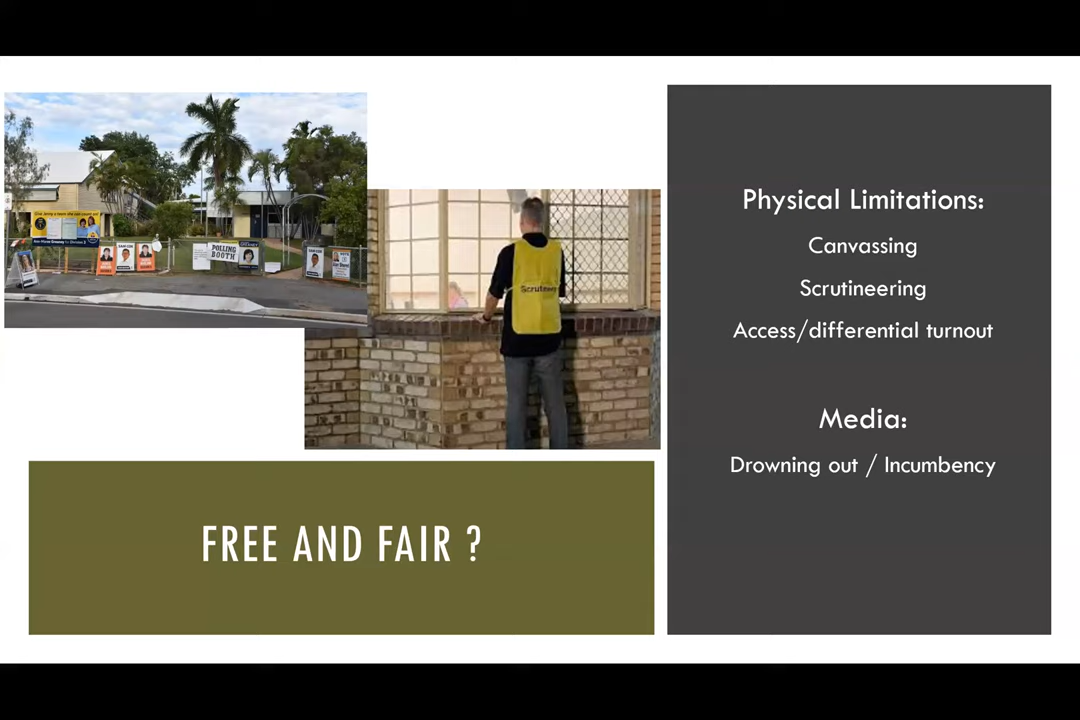 POLLING
BOOTH
Scrutineer
FREE AND FAIR ?
Physical Limitations:
Canvassing
Scrutineering
Access/differential turnout
Media:
Drowning out / Incumbency